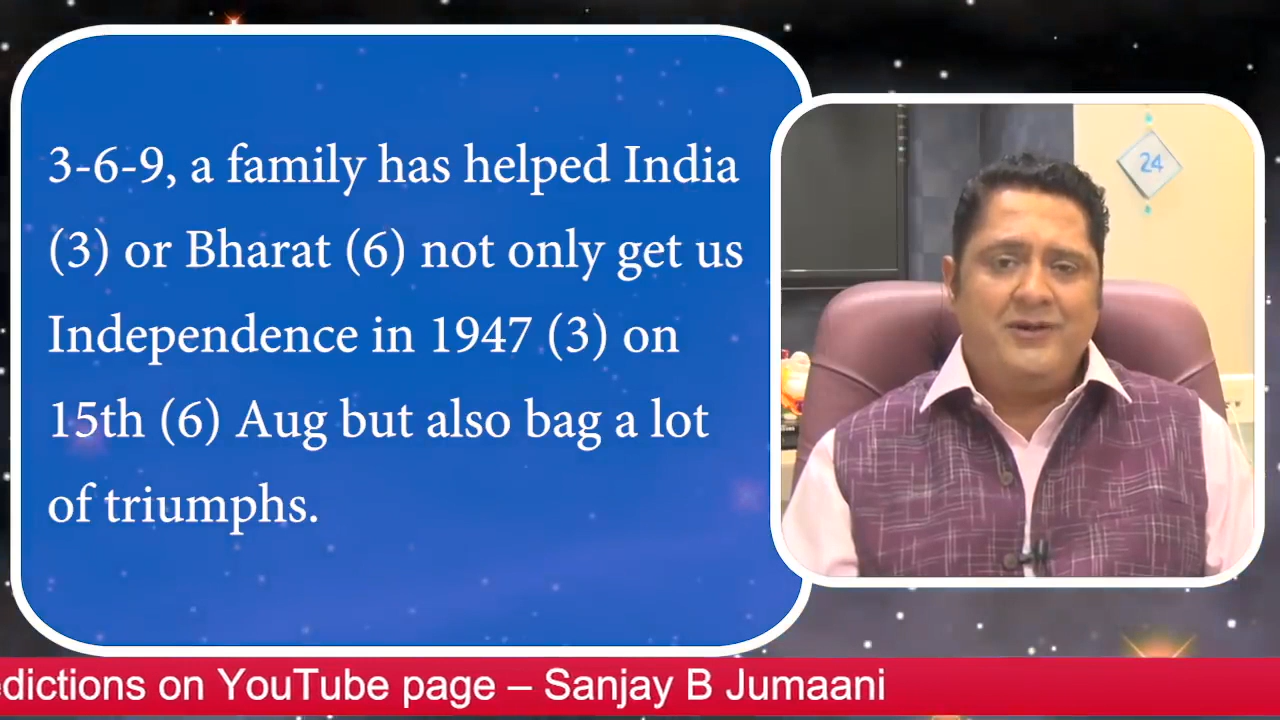 3-6-9, a family has helped India
(3) or Bharat (6) not only get us
Independence in 1947 (3) on
15th (6) Aug but also bag a lot
of triumphs.
24
edictions on YouTube page – Sanjay B Jumaani